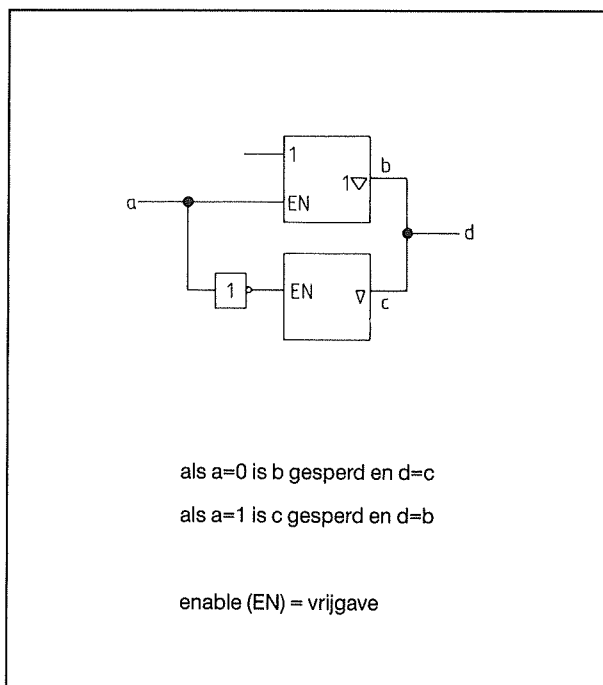 1
b
1▽
a
EN
d
1
EN
▽
c
als a=0 is b gesperd en d=c
als a=1 is c gesperd en d=b
enable (EN) = vrijgave